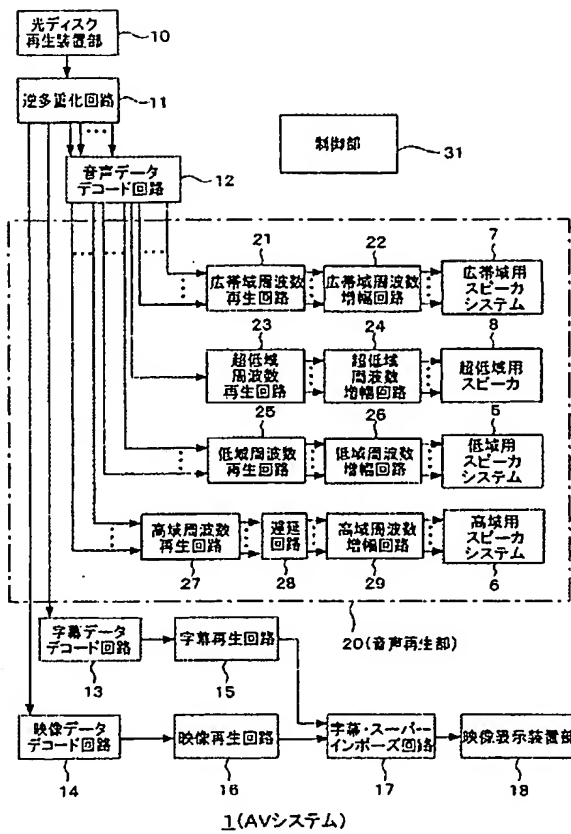 光ディスク
再生装置部
10
逆多重化回路
11
制御部
31
音声データ
デコード回路
12
21
22
7
広帯域周波数
再生回路
広帯域周波数
増幅回路
広帯域用
スピーカ
システム
23
24
8
超低域
周波数
再生回路
超低域
周波数
増幅回路
超低域用
スピーカ
25
26
5
低域周波数
再生回路
低域周波数
増幅回路
低域用
スピーカ
システム
高域周波数
再生回路
遅延
回路
高域周波数
増幅回路
高域用
スピーカ
システム
27
28
29
6
20(音声再生部)
字幕データ
デコード回路
字幕再生回路
13
15
映像データ
デコード回路
映像再生回路
字幕・スーパー
インポーズ回路
映像表示装置部
14
16
17
18
1(AVシステム)